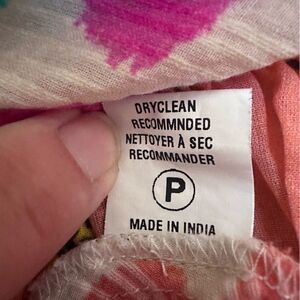 DRYCLEAN
RECOMMNDED
NETTOYER À SEC
RECOMMANDER
P
MADE IN INDIA